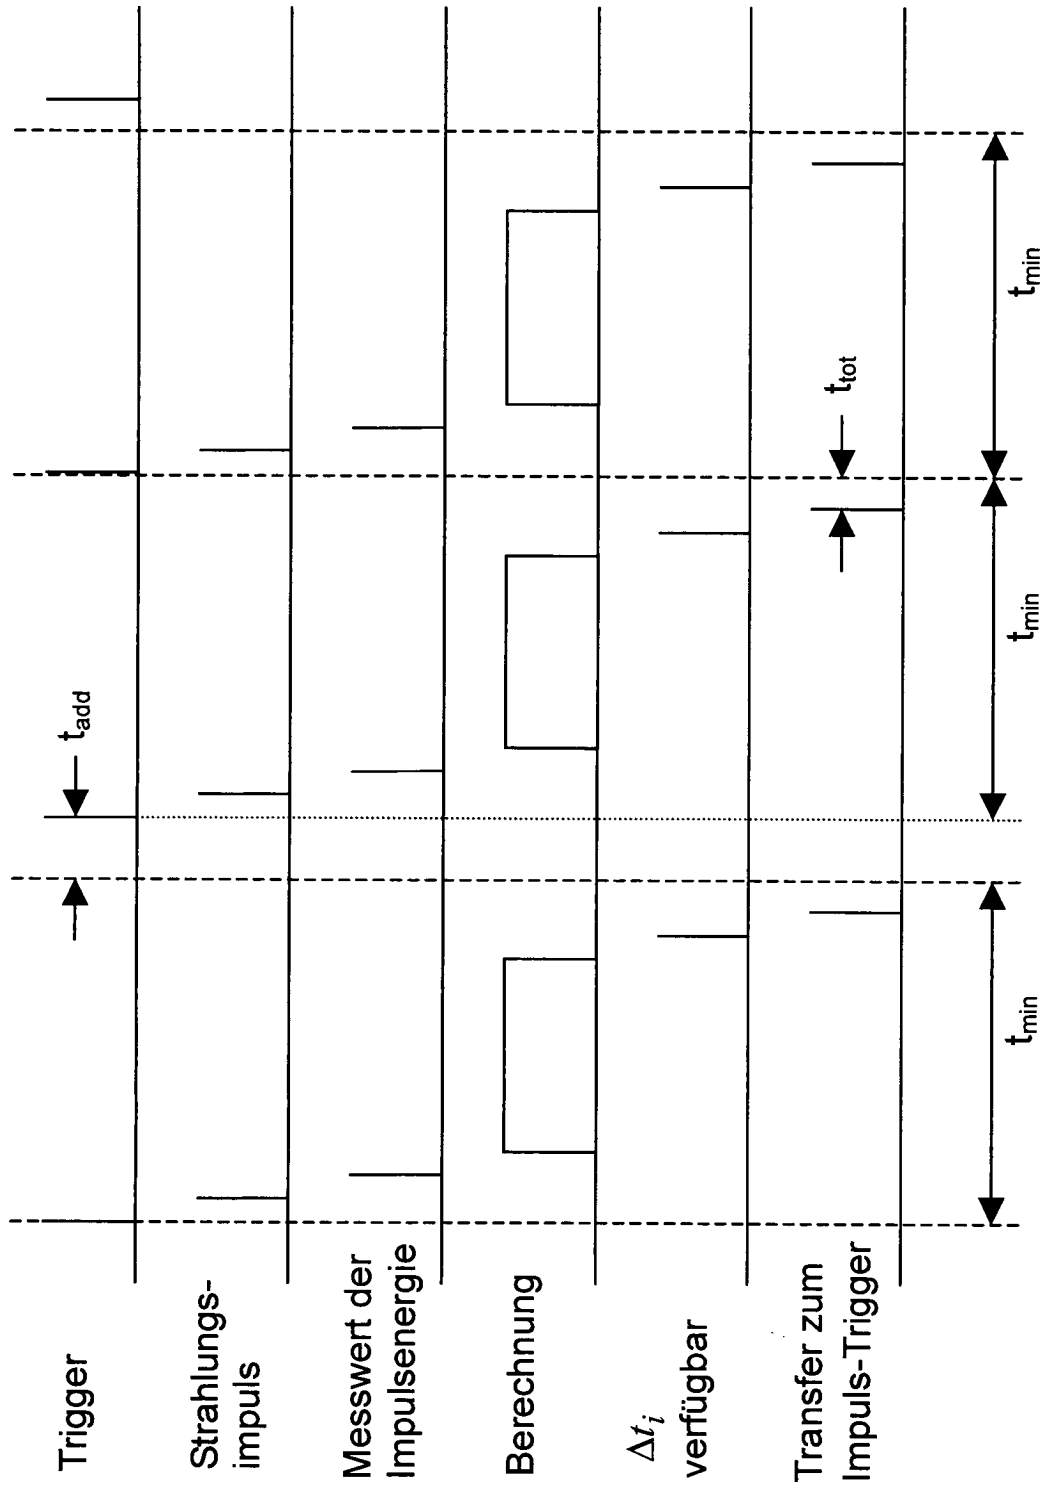 Trigger
t_add
Strahlungs-
impuls
Messwert der
Impulsenergie
Berechnung
Δt_i
verfügbar
Transfer zum
Impuls-Trigger
t_tot
t_min
t_min
t_min